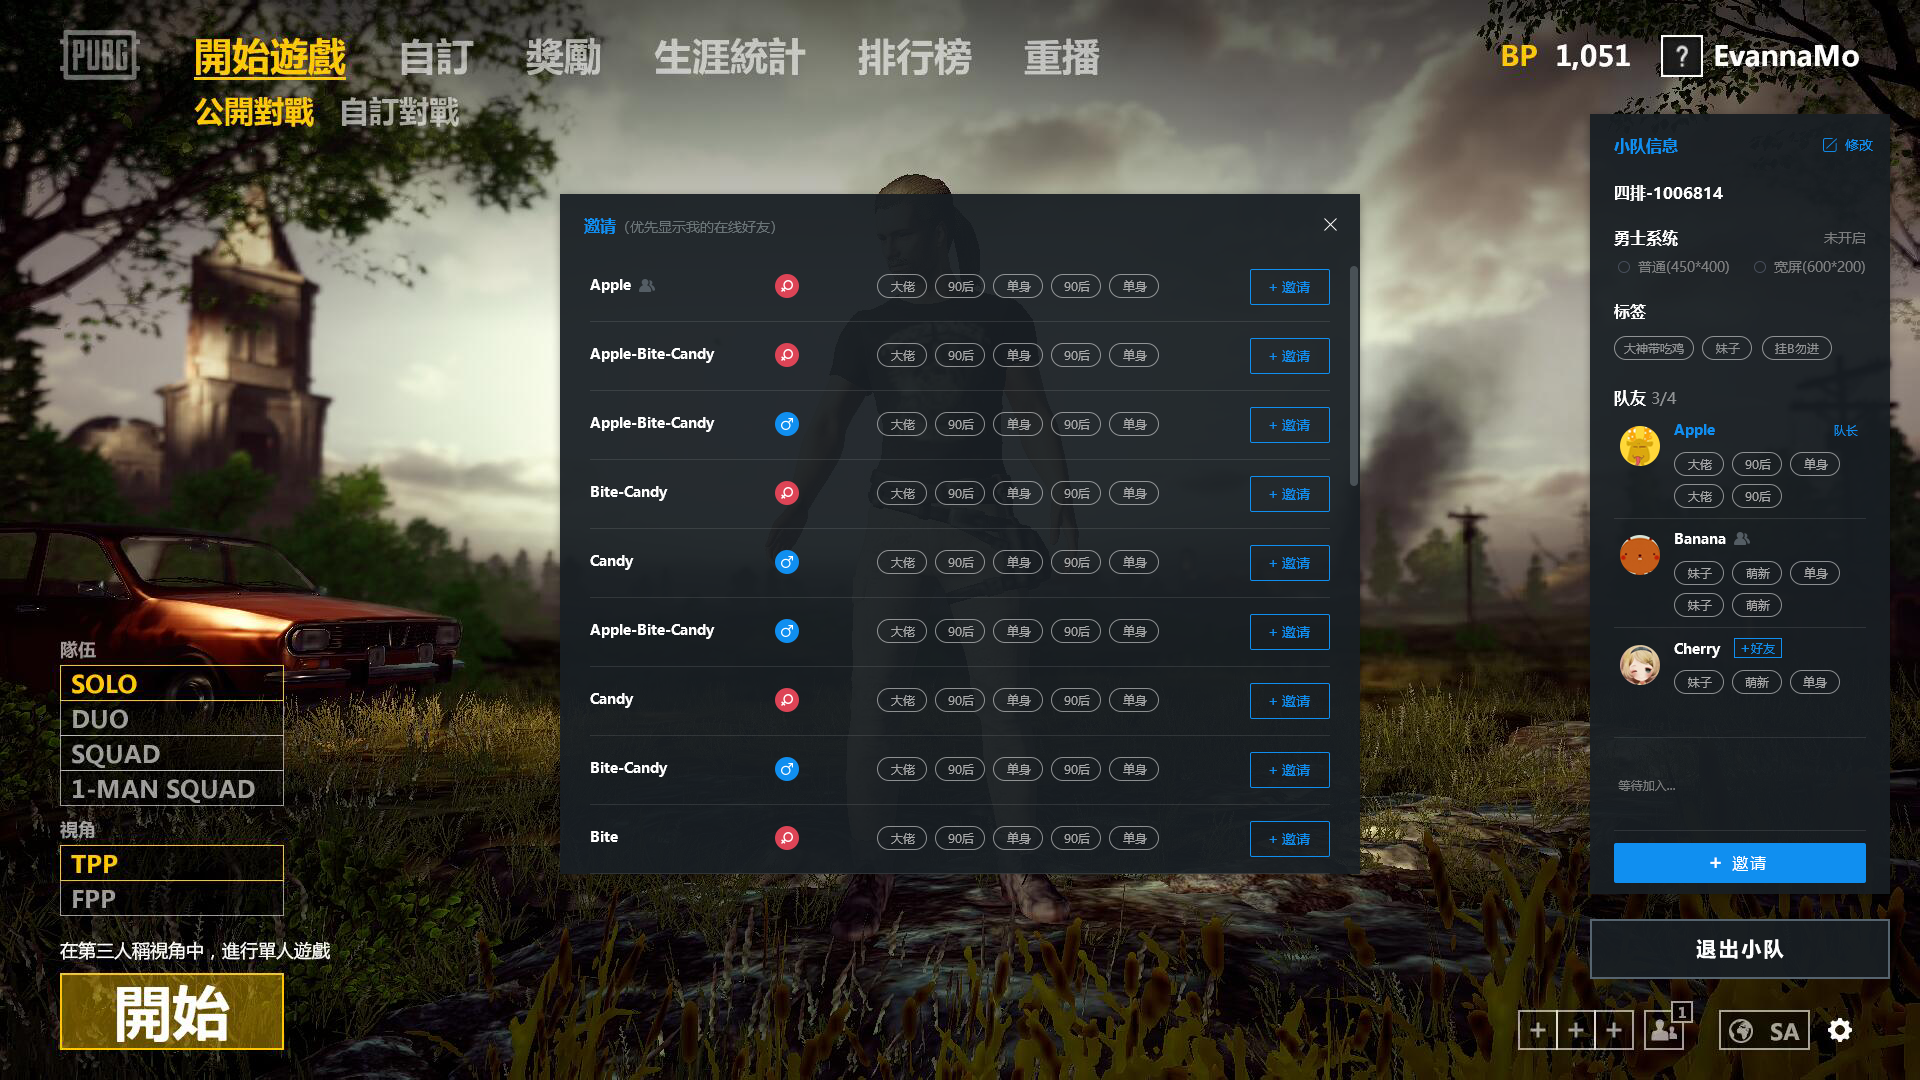 PUBG 開始遊戲 自訂 獎勵 生涯統計 排行榜 重播
BP 1,051 ? EvannaMo
公開對戰 自訂對戰
隊伍
SOLO
DUO
SQUAD
1-MAN SQUAD
視角
TPP
FPP
在第三人稱視角中，進行單人遊戲
開始
邀请 (优先显示我的在线好友)
Apple 大佬 90后 单身 90后 单身 + 邀请
Apple-Bite-Candy 大佬 90后 单身 90后 单身 + 邀请
Apple-Bite-Candy 大佬 90后 单身 90后 单身 + 邀请
Bite-Candy 大佬 90后 单身 90后 单身 + 邀请
Candy 大佬 90后 单身 90后 单身 + 邀请
Apple-Bite-Candy 大佬 90后 单身 90后 单身 + 邀请
Candy 大佬 90后 单身 90后 单身 + 邀请
Bite-Candy 大佬 90后 单身 90后 单身 + 邀请
Bite 大佬 90后 单身 90后 单身 + 邀请
小队信息 修改
四排-1006814
勇士系统 未开启
普通(450*400) 宽屏(600*200)
标签
大神带吃鸡 妹子 挂B勿进
队友 3/4
Apple 队长
大佬 90后 单身
大佬 90后
Banana
妹子 萌新 单身
妹子 萌新
Cherry +好友
妹子 萌新 单身
等待加入...
+ 邀请
退出小队
+ + + 1 SA